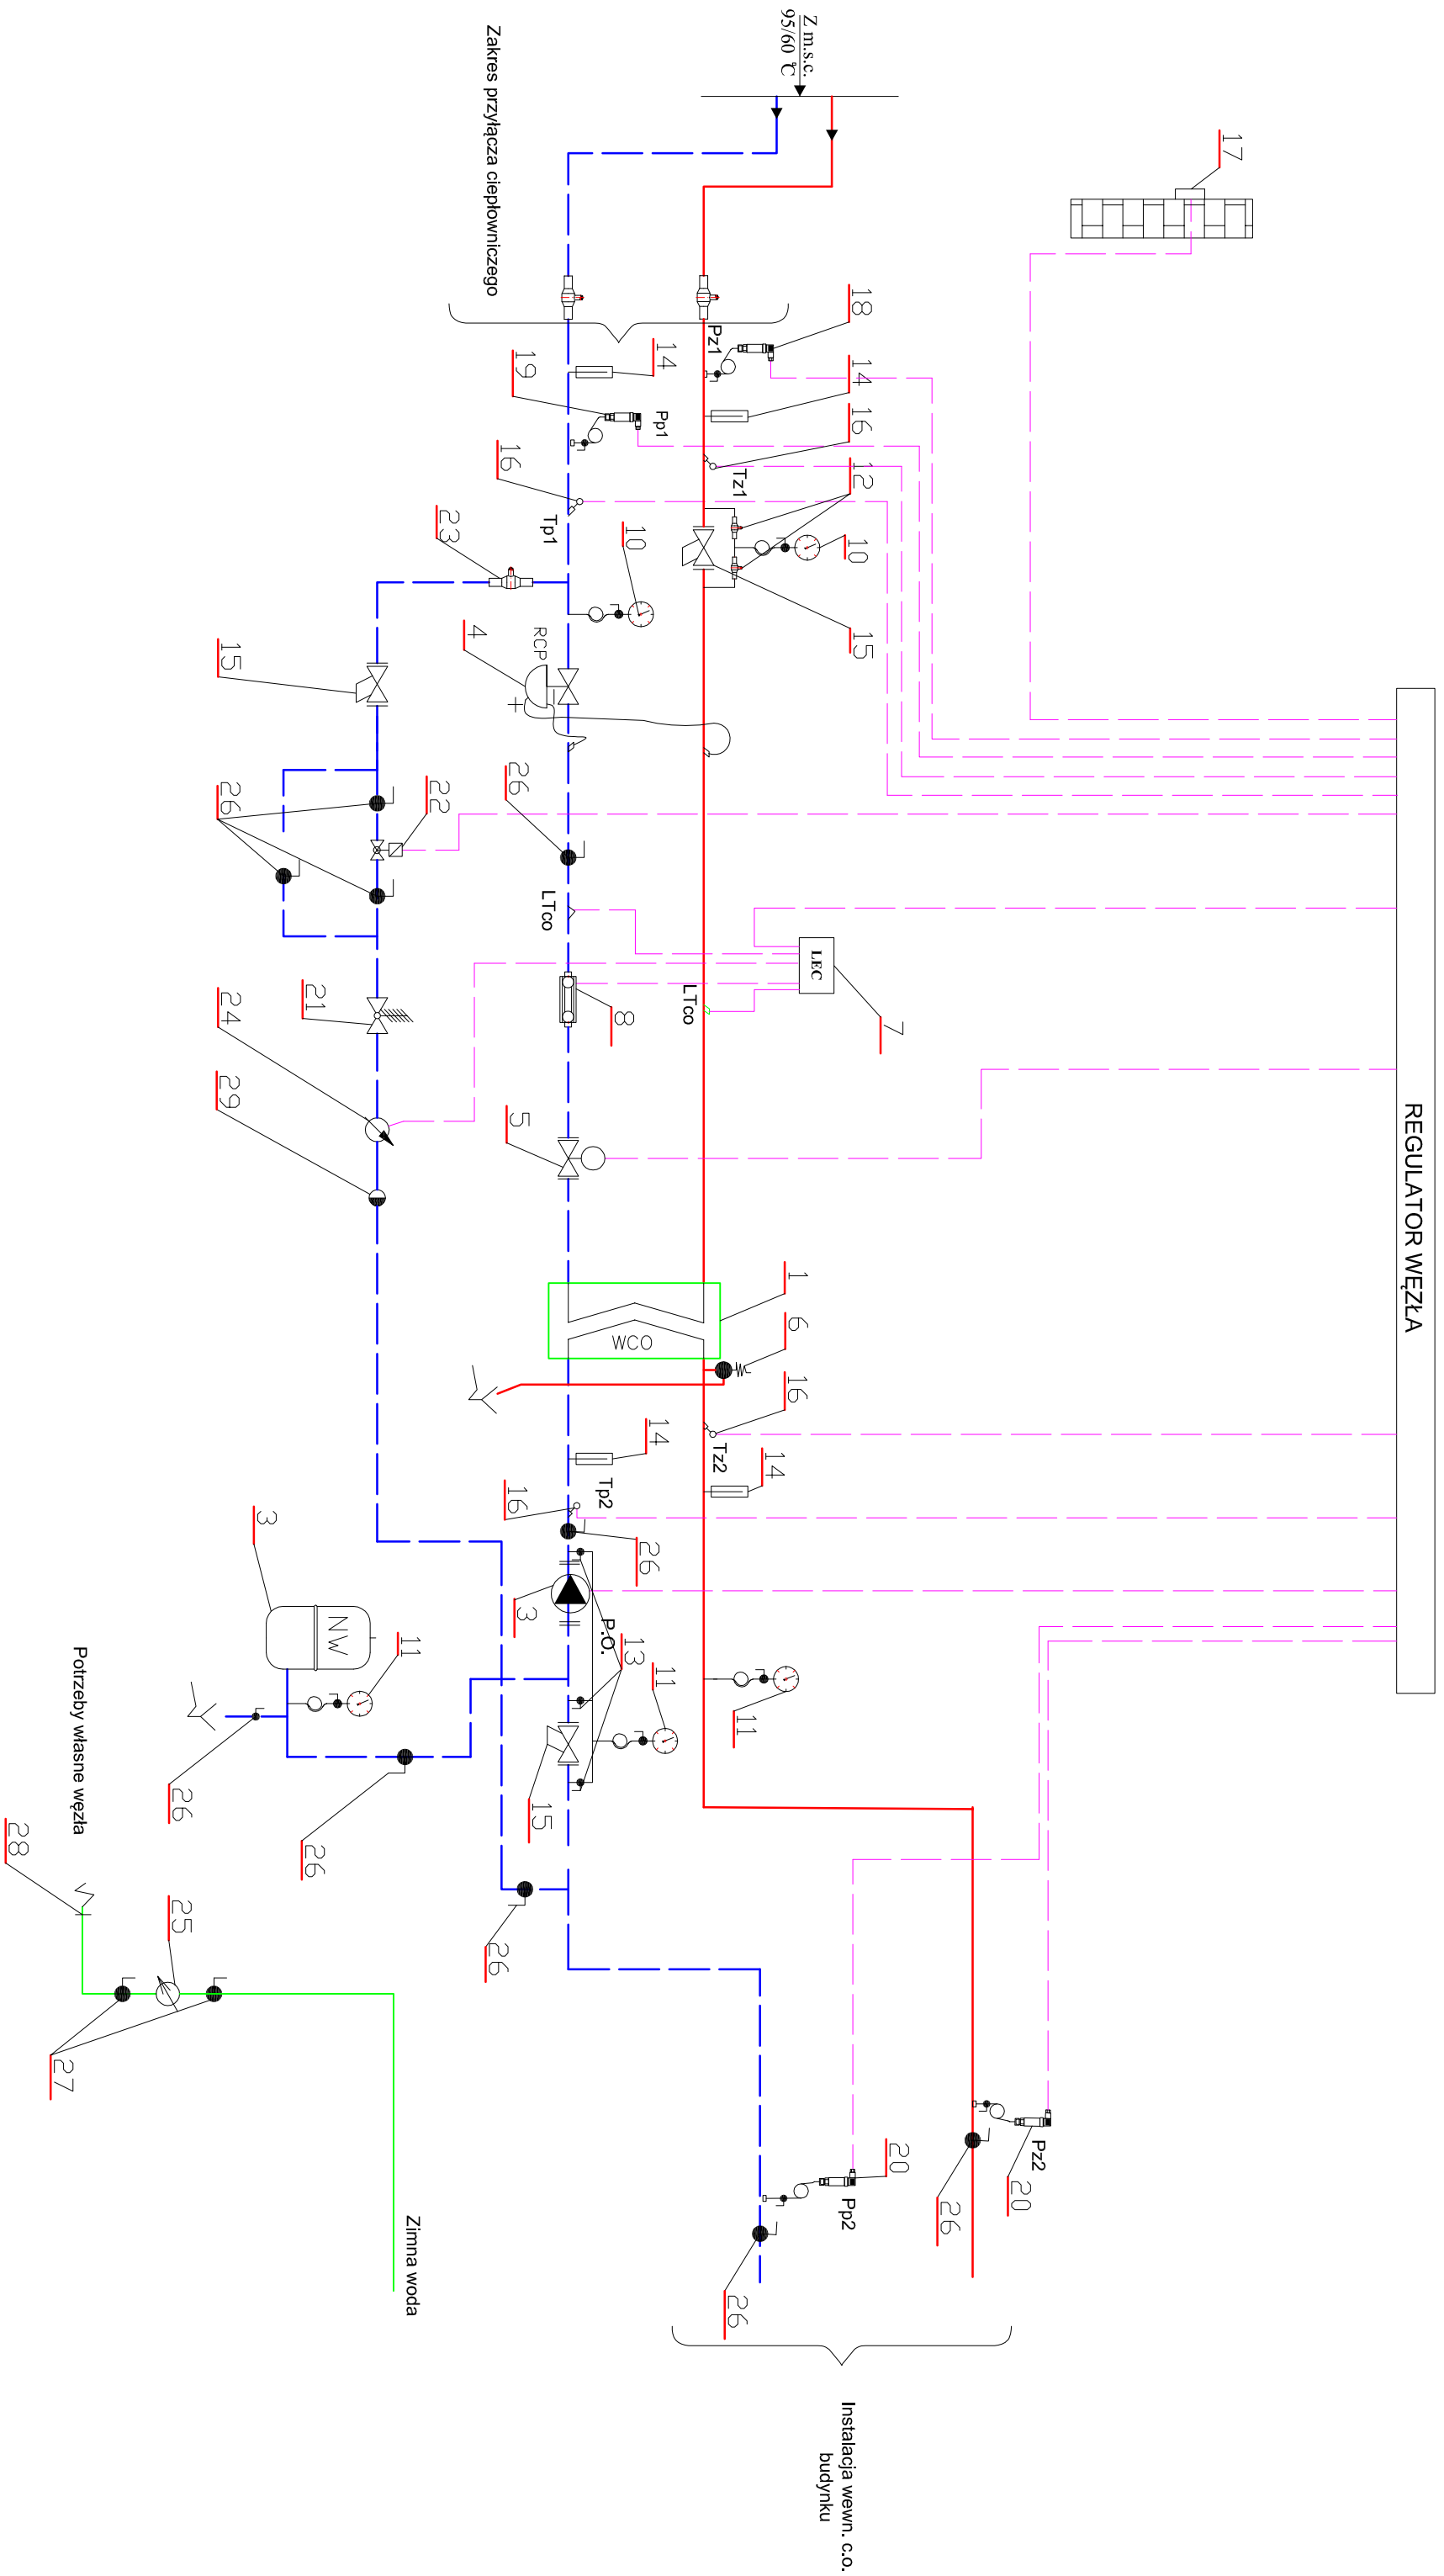 REGULATOR WĘZŁA
17
Z m.s.c.
95/60 °C
Zakres przyłącza ciepłowniczego
18
14
16
12
10
15
Pz1
Tz1
14
19
Pp1
16
Tp1
10
23
4
RCP
+
15
26
22
26
LTco
LTco
LEC
7
8
21
24
29
5
1
WCO
6
16
Tz2
14
14
Tp2
16
26
3
P.O.
13
11
11
15
3
NW
11
26
26
26
Potrzeby własne węzła
28
25
27
Zimna woda
Pz2
20
26
20
Pp2
26
Instalacja wewn. c.o.
budynku